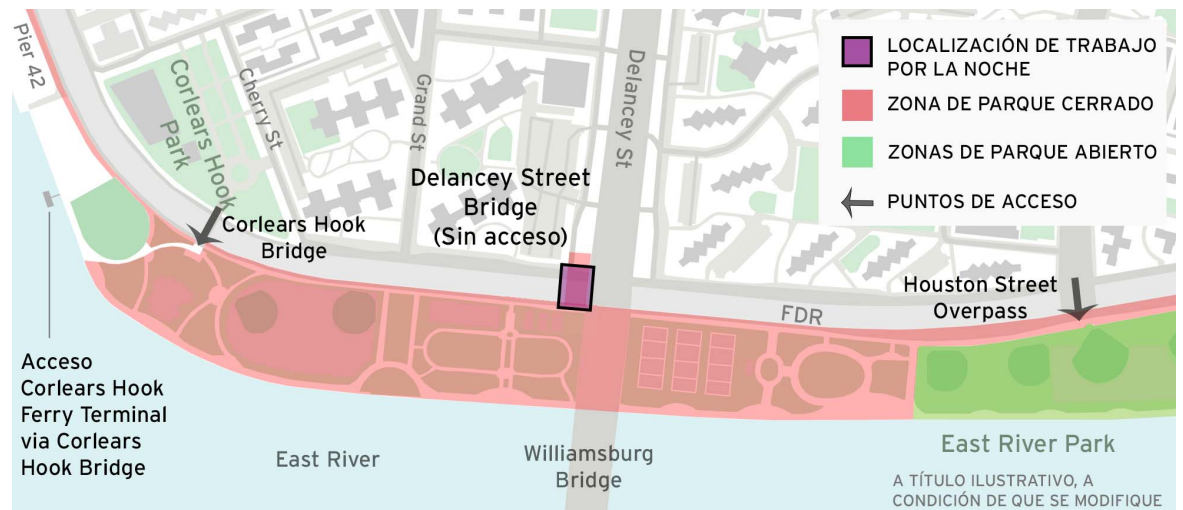 Pier 42
Corlears Hook
Park
Cherry St
Grand St
Delancey St
LOCALIZACIÓN DE TRABAJO
POR LA NOCHE
ZONA DE PARQUE CERRADO
ZONAS DE PARQUE ABIERTO
PUNTOS DE ACCESO
Delancey Street
Bridge
(Sin acceso)
Corlears Hook
Bridge
Houston Street
Overpass
FDR
Acceso
Corlears Hook
Ferry Terminal
via Corlears
Hook Bridge
East River
Williamsburg
Bridge
East River Park
A TÍTULO ILUSTRATIVO, A
CONDICIÓN DE QUE SE MODIFIQUE